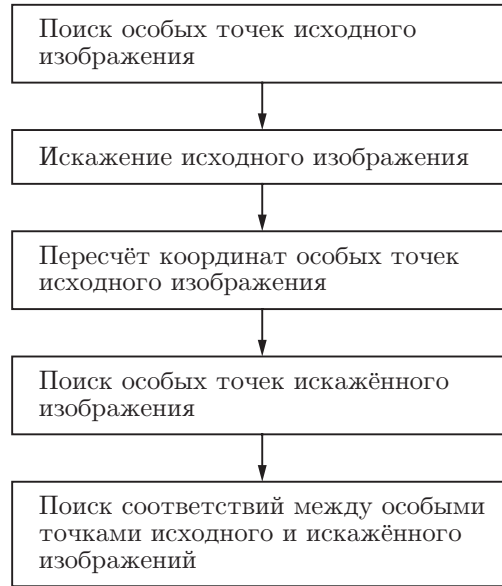 Поиск особых точек исходного
изображения
Искажение исходного изображения
Пересчёт координат особых точек
исходного изображения
Поиск особых точек искажённого
изображения
Поиск соответствий между особыми
точками исходного и искажённого
изображений